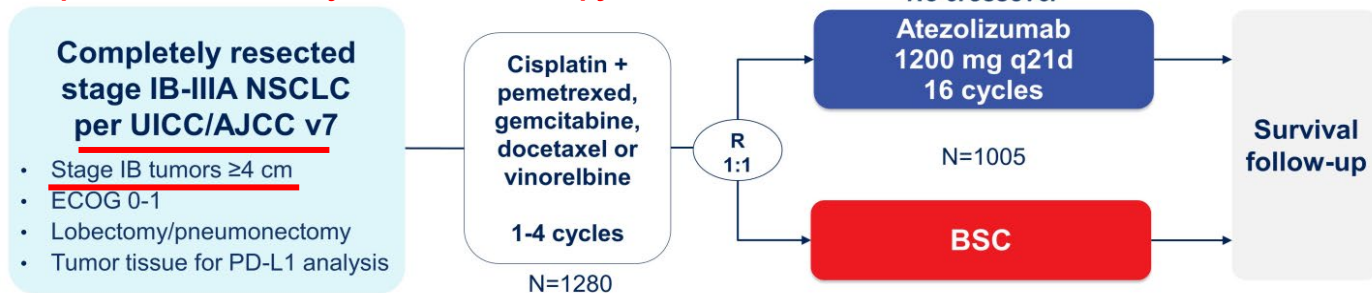 Completely resected
stage IB-IIIA NSCLC
per UICC/AJCC v7
• Stage IB tumors ≥4 cm
• ECOG 0-1
• Lobectomy/pneumonectomy
• Tumor tissue for PD-L1 analysis
Cisplatin +
pemetrexed,
gemcitabine,
docetaxel or
vinorelbine
1-4 cycles
N=1280
R
1:1
Atezolizumab
1200 mg q21d
16 cycles
N=1005
BSC
Survival
follow-up